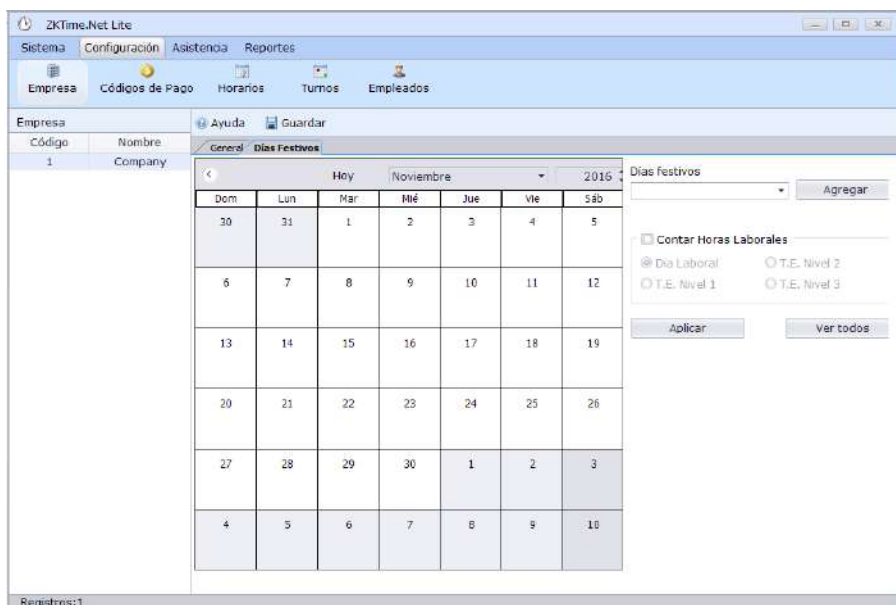 ZKTime.Net Lite
Sistema Configuración Asistencia Reportes
Empresa Códigos de Pago Horarios Turnos Empleados
Empresa Ayuda Guardar
Código Nombre General Días Festivos
1 Company
Hoy Noviembre 2016
Días festivos
Agregar
Dom Lun Mar Mié Jue Vie Sáb
30 31 1 2 3 4 5
Contar Horas Laborales
Día Laboral T.E. Nivel 2
T.E. Nivel 1 T.E. Nivel 3
6 7 8 9 10 11 12
Aplicar Ver todos
13 14 15 16 17 18 19
20 21 22 23 24 25 26
27 28 29 30 1 2 3
4 5 6 7 8 9 10
Registros:1